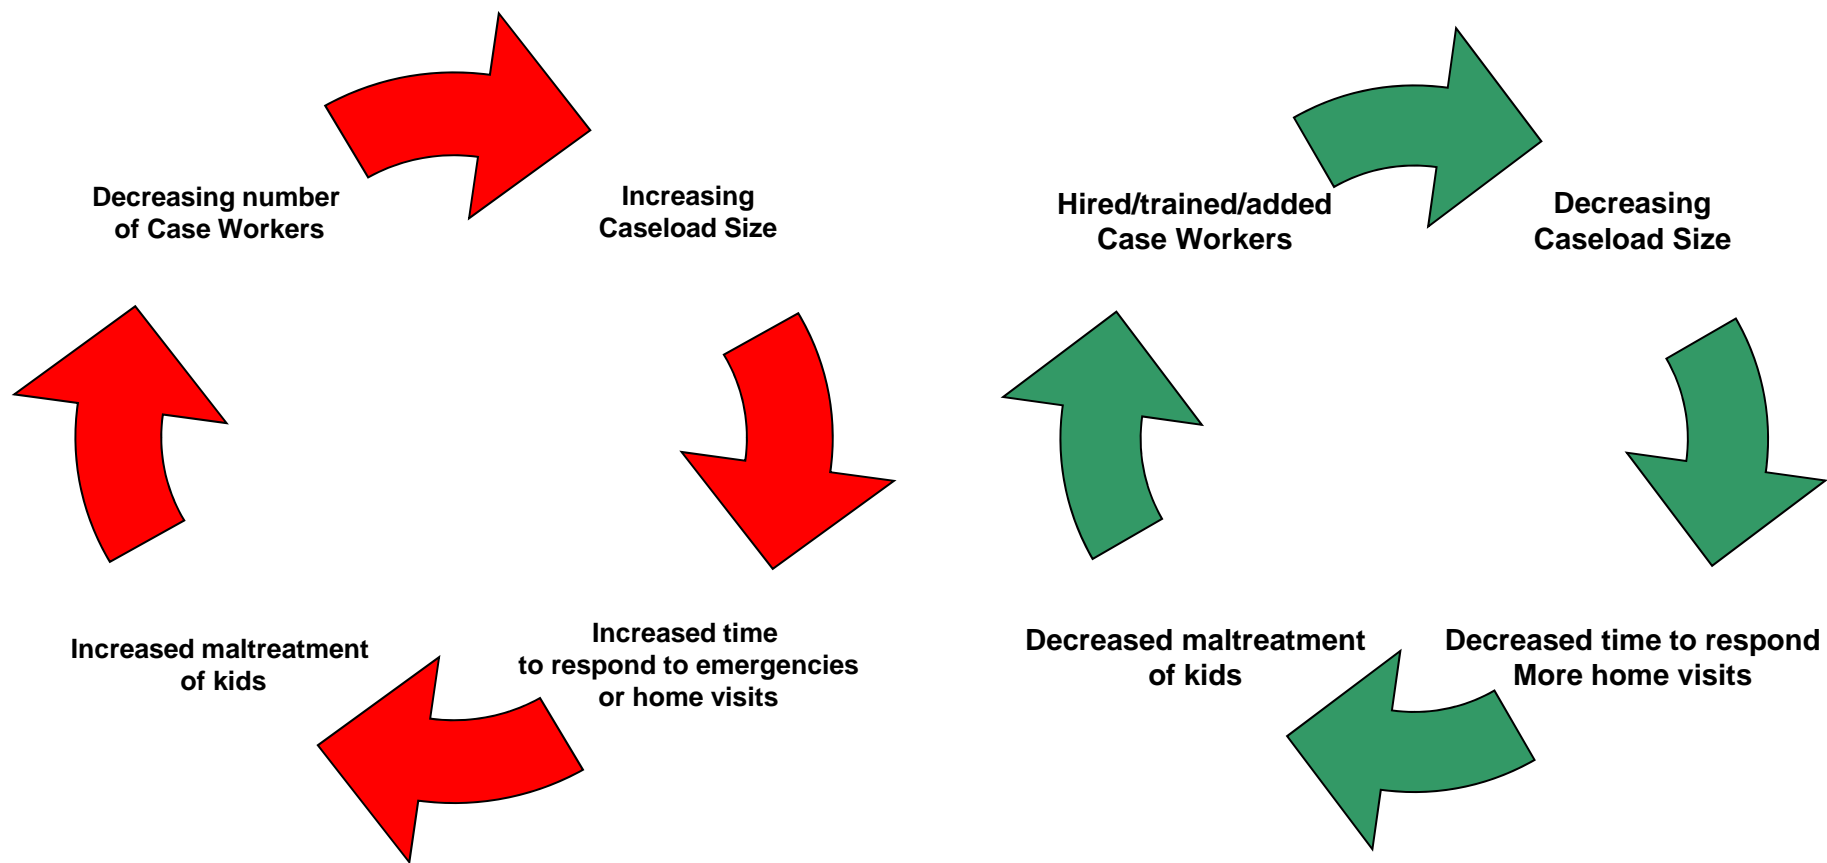 Decreasing number
of Case Workers
Increasing
Caseload Size
Increased time
to respond to emergencies
or home visits
Increased maltreatment
of kids
Hired/trained/added
Case Workers
Decreasing
Caseload Size
Decreased time to respond
More home visits
Decreased maltreatment
of kids